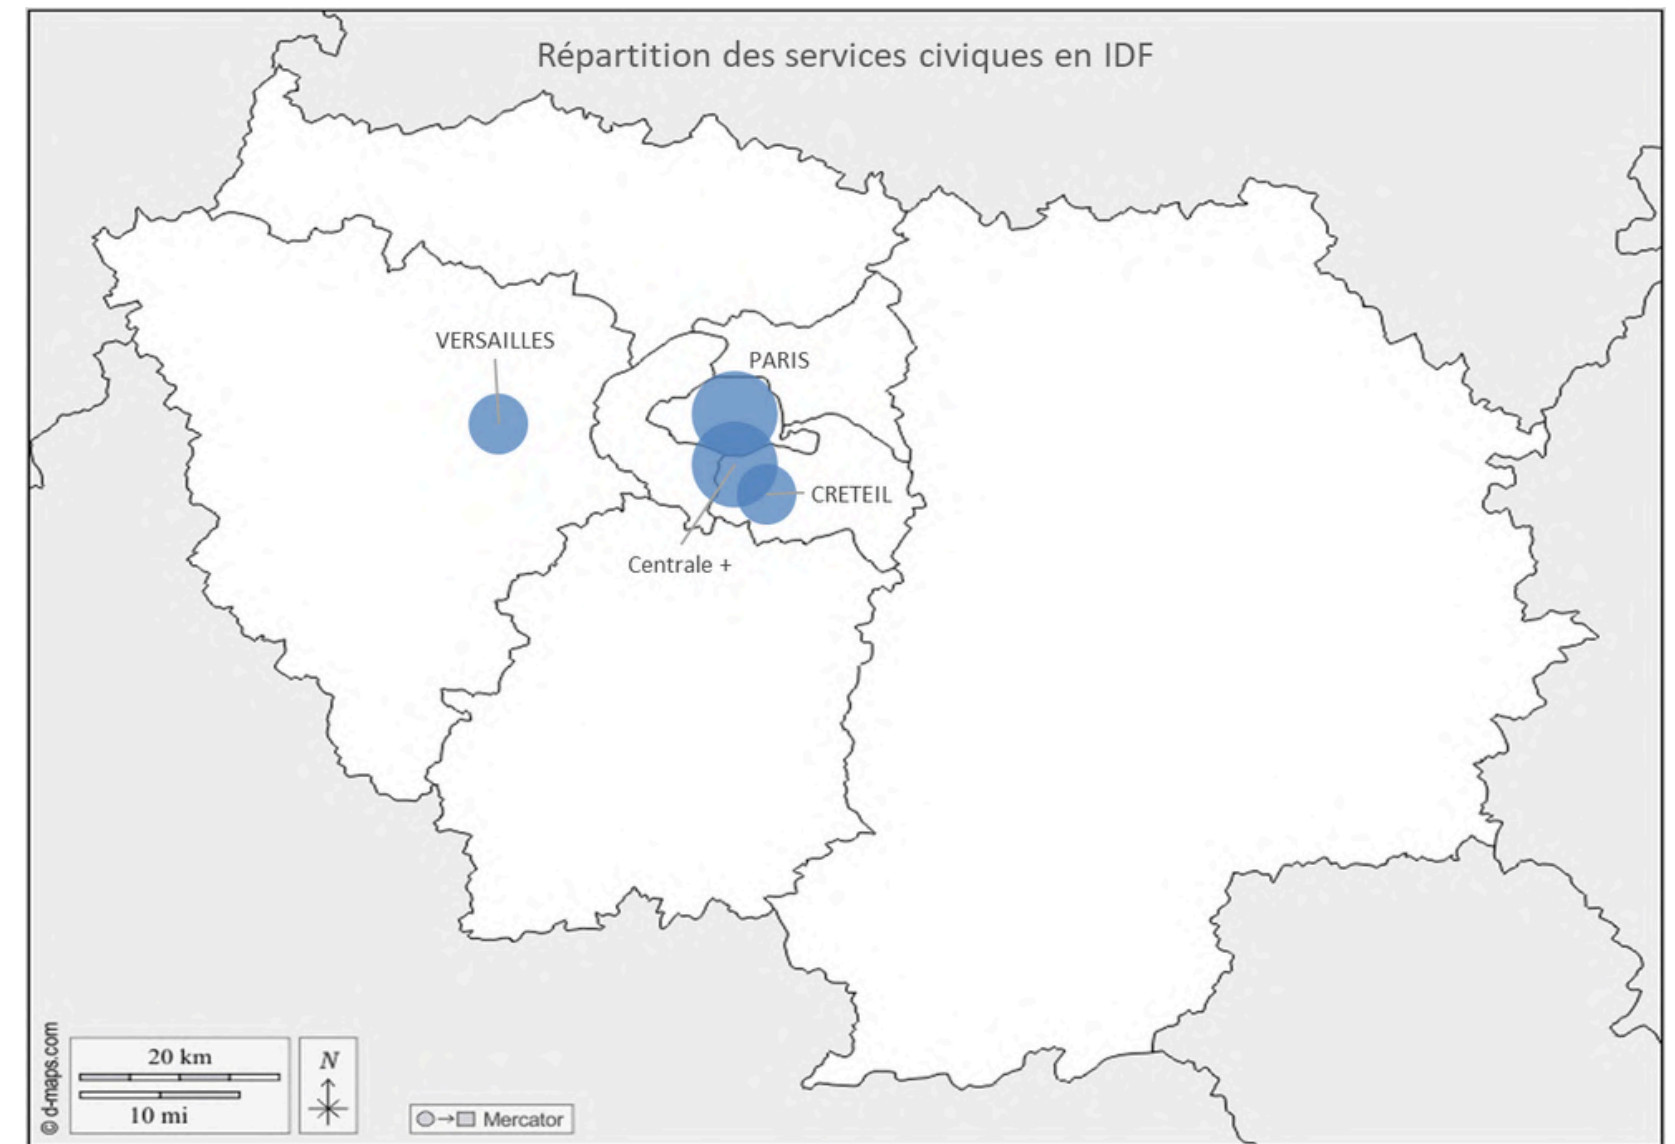 Répartition des services civiques en IDF
VERSAILLES
PARIS
CRETEIL
Centrale +
© d-maps.com
20 km
10 mi
N
Mercator